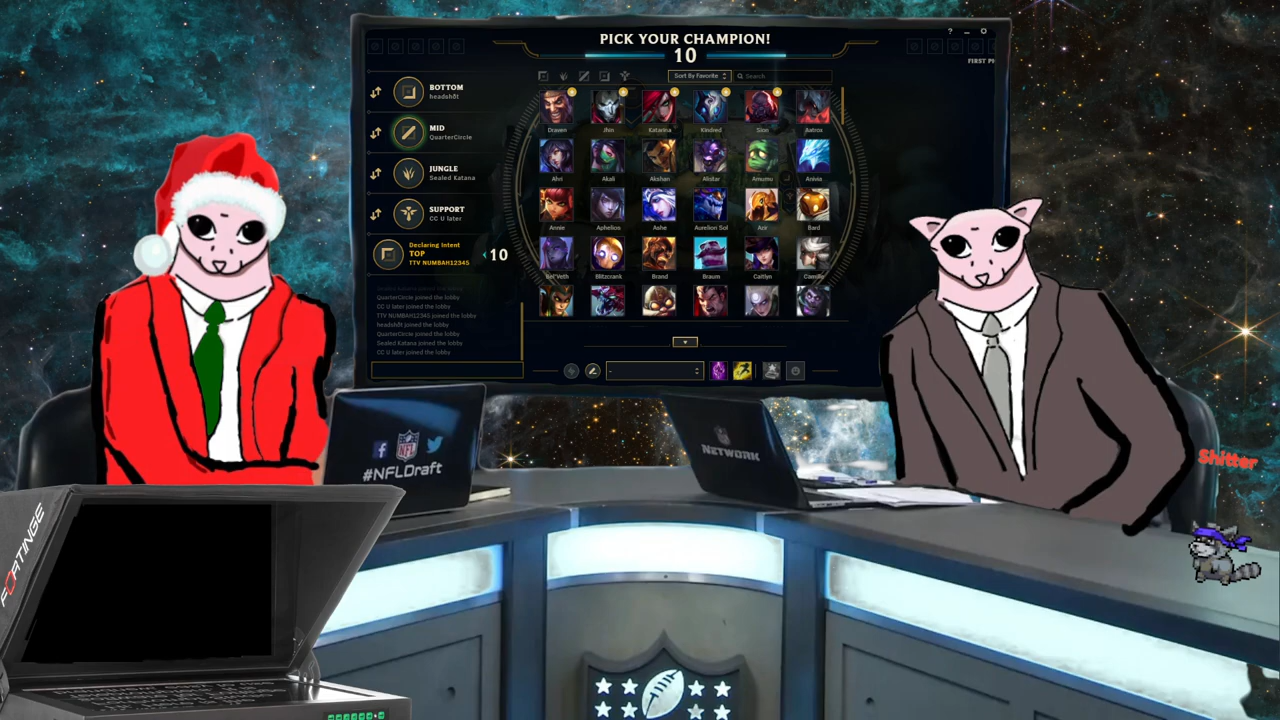 PICK YOUR CHAMPION!
10
?
FIRST PI
Sort By Favorite
Search
BOTTOM
headshôt
MID
QuarterCircle
JUNGLE
Sealed Katana
SUPPORT
CC U later
Declaring Intent
TOP
TTV NUMBAH12345
10
Draven Jhin Katarina Kindred Sion Aatrox
Ahri Akali Akshan Alistar Amumu Anivia
Annie Aphelios Ashe Aurelion Sol Azir Bard
Bel'Veth Blitzcrank Brand Braum Caitlyn Camille
QuarterCircle joined the lobby
CC U later joined the lobby
TTV NUMBAH12345 joined the lobby
headshôt joined the lobby
QuarterCircle joined the lobby
Sealed Katana joined the lobby
CC U later joined the lobby
NFL
#NFLDraft
NETWORK
Shitter
FORTINGE